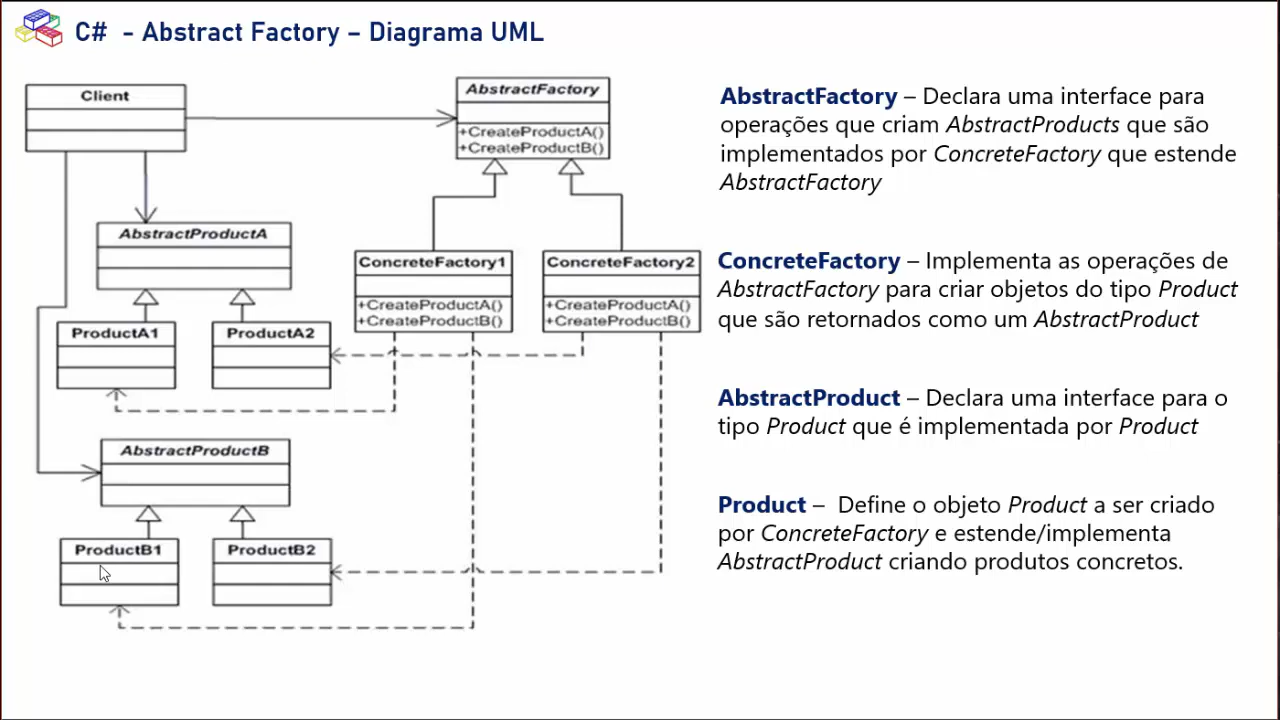 C# - Abstract Factory – Diagrama UML
Client
AbstractFactory
+CreateProductA()
+CreateProductB()
AbstractProductA
ProductA1
ProductA2
ConcreteFactory1
+CreateProductA()
+CreateProductB()
ConcreteFactory2
+CreateProductA()
+CreateProductB()
AbstractProductB
ProductB1
ProductB2
AbstractFactory – Declara uma interface para
operações que criam AbstractProducts que são
implementados por ConcreteFactory que estende
AbstractFactory
ConcreteFactory – Implementa as operações de
AbstractFactory para criar objetos do tipo Product
que são retornados como um AbstractProduct
AbstractProduct – Declara uma interface para o
tipo Product que é implementada por Product
Product – Define o objeto Product a ser criado
por ConcreteFactory e estende/implementa
AbstractProduct criando produtos concretos.